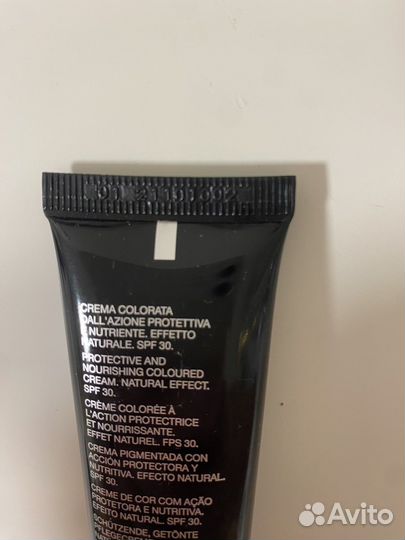 CREMA COLORATA
DALL'AZIONE PROTETTIVA
E NUTRIENTE. EFFETTO
NATURALE. SPF 30.
PROTECTIVE AND
NOURISHING COLOURED
CREAM. NATURAL EFFECT.
SPF 30.
CRÈME COLORÉE À
L'ACTION PROTECTRICE
ET NOURRISSANTE.
EFFET NATUREL. FPS 30.
CREMA PIGMENTADA CON
ACCIÓN PROTECTORA Y
NUTRITIVA. EFECTO NATURAL.
SPF 30.
CREME DE COR COM AÇÃO
PROTETORA E NUTRITIVA.
EFEITO NATURAL. SPF 30.
SCHÜTZENDE, GETÖNTE
Avito